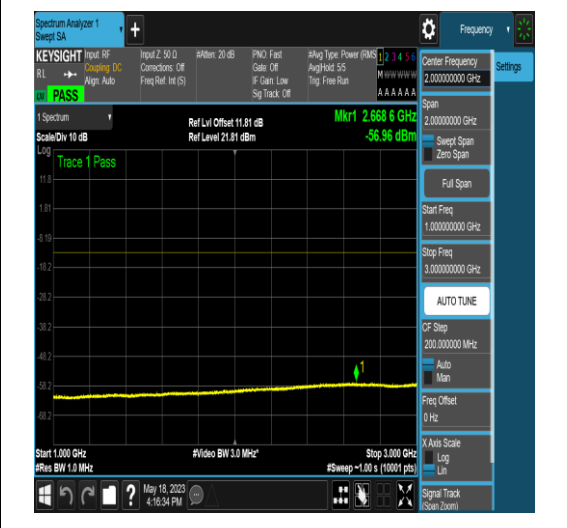 Spectrum Analyzer 1
Swept SA
+
Frequency
KEYSIGHT
RL
PASS
Input: RF
Coupling: DC
Align: Auto
Input Z: 50 Ω
Corrections: Off
Freq Ref: Int (S)
#Atten: 20 dB
PNO: Fast
Gate: Off
IF Gain: Low
Sig Track: Off
#Avg Type: Power (RMS
Avg|Hold: 5/5
Trig: Free Run
1 2 3 4 5 6
M W W W W W
A A A A A A
1 Spectrum
Scale/Div 10 dB
Ref Lvl Offset 11.81 dB
Ref Level 21.81 dBm
Mkr1 2.668 6 GHz
-56.96 dBm
Log
Trace 1 Pass
11.8
1.81
-8.19
-18.2
-28.2
-38.2
-48.2
-58.2
-68.2
1
Start 1.000 GHz
#Res BW 1.0 MHz
#Video BW 3.0 MHz*
Stop 3.000 GHz
#Sweep ~1.00 s (10001 pts)
May 18, 2023
4:16:34 PM
?
Center Frequency
2.000000000 GHz
Settings
Span
2.00000000 GHz
Swept Span
Zero Span
Full Span
Start Freq
1.000000000 GHz
Stop Freq
3.000000000 GHz
AUTO TUNE
CF Step
200.000000 MHz
Auto
Man
Freq Offset
0 Hz
X Axis Scale
Log
Lin
Signal Track
(Span Zoom)